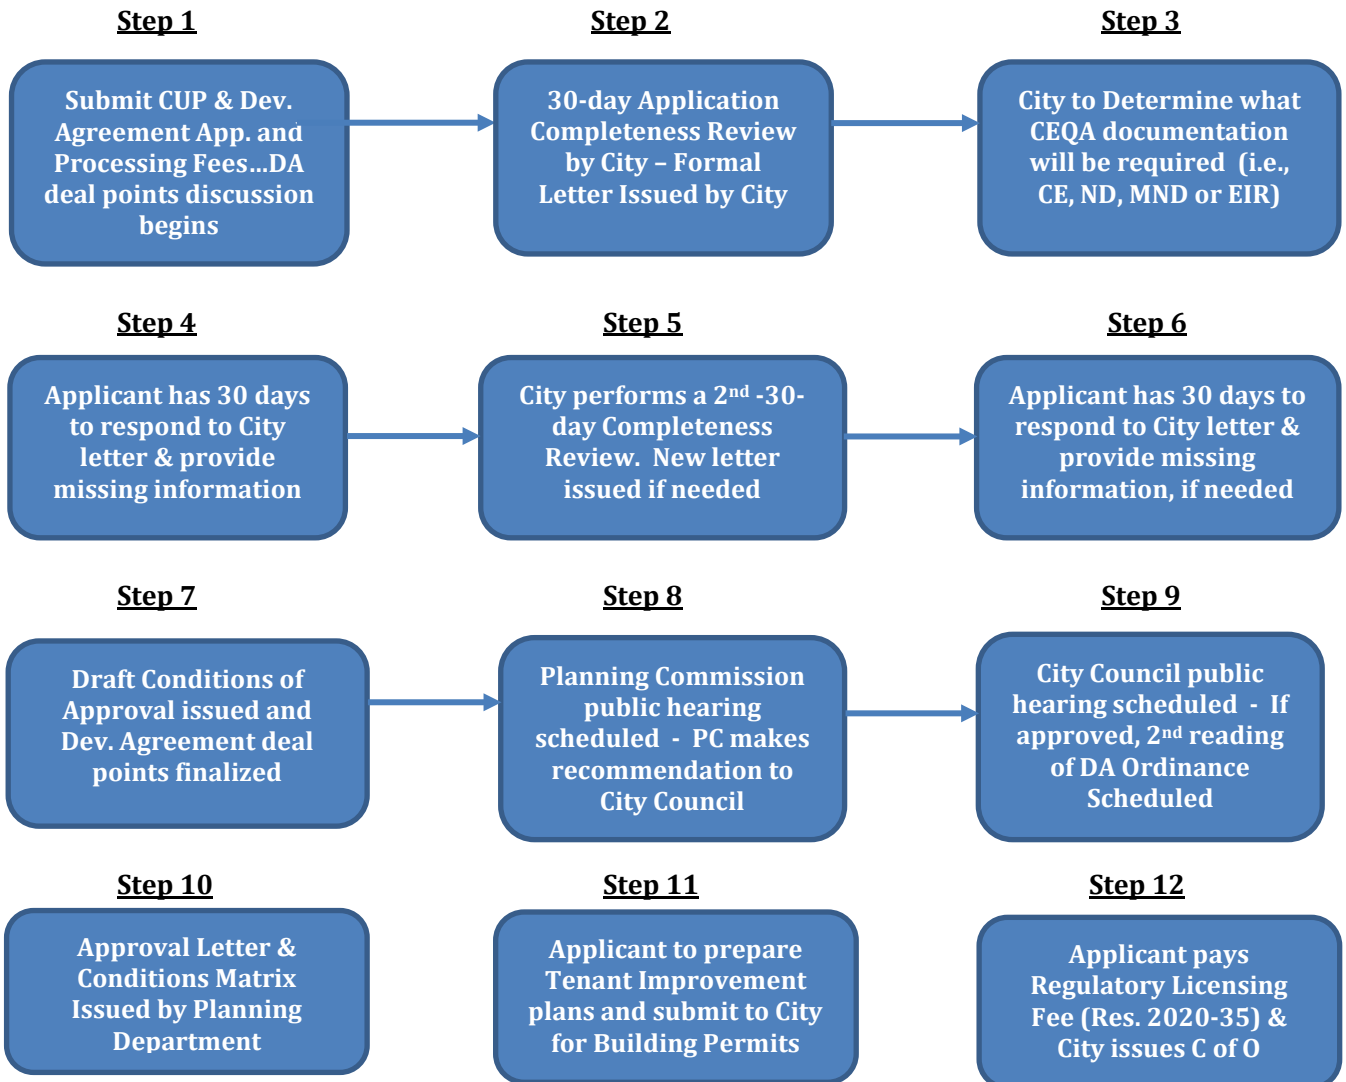 Step 1
Submit CUP & Dev.
Agreement App. and
Processing Fees...DA
deal points discussion
begins
Step 2
30-day Application
Completeness Review
by City – Formal
Letter Issued by City
Step 3
City to Determine what
CEQA documentation
will be required (i.e.,
CE, ND, MND or EIR)
Step 4
Applicant has 30 days
to respond to City
letter & provide
missing information
Step 5
City performs a 2nd -30-
day Completeness
Review. New letter
issued if needed
Step 6
Applicant has 30 days to
respond to City letter &
provide missing
information, if needed
Step 7
Draft Conditions of
Approval issued and
Dev. Agreement deal
points finalized
Step 8
Planning Commission
public hearing
scheduled - PC makes
recommendation to
City Council
Step 9
City Council public
hearing scheduled - If
approved, 2nd reading
of DA Ordinance
Scheduled
Step 10
Approval Letter &
Conditions Matrix
Issued by Planning
Department
Step 11
Applicant to prepare
Tenant Improvement
plans and submit to City
for Building Permits
Step 12
Applicant pays
Regulatory Licensing
Fee (Res. 2020-35) &
City issues C of O